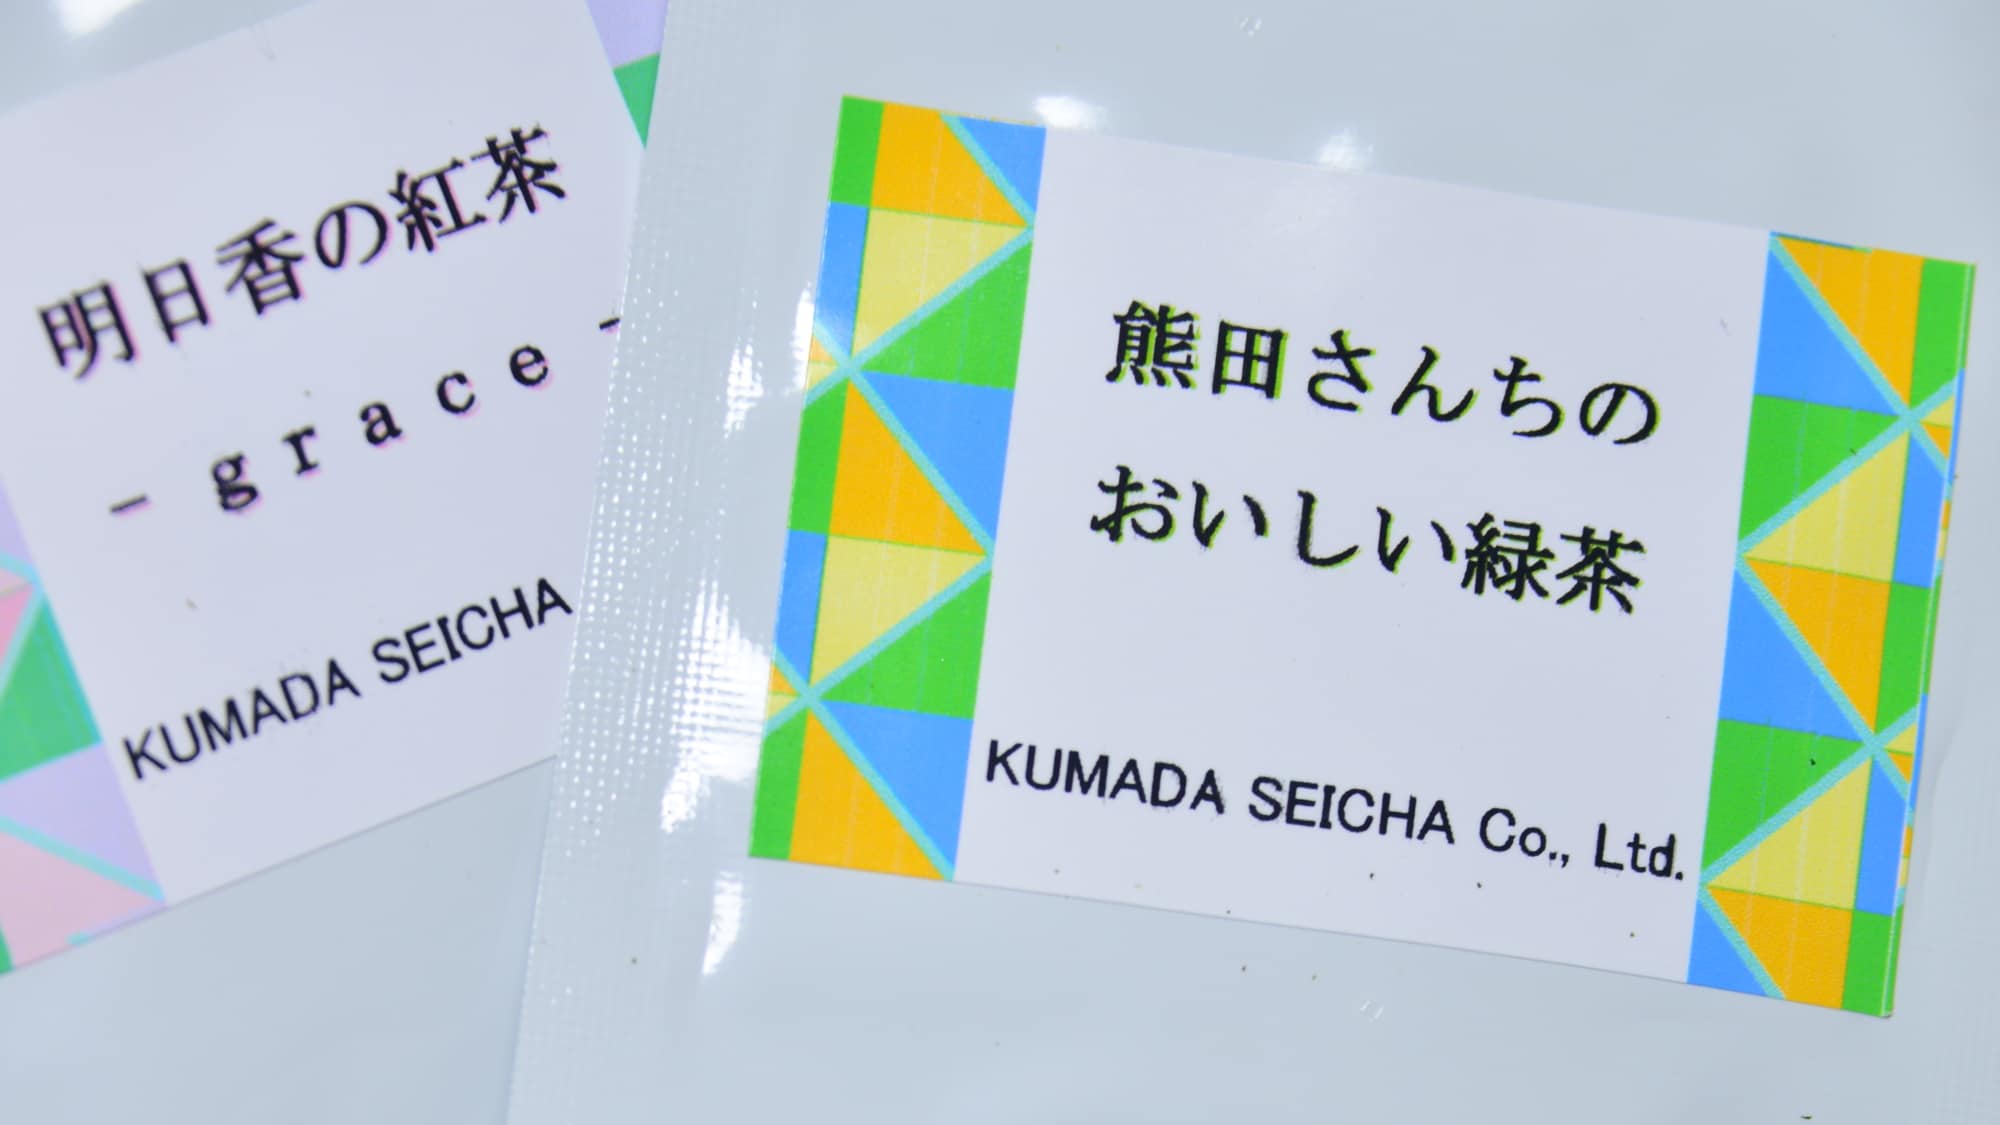 明日香の紅茶
- grace -
KUMADA SEICHA
熊田さんちの
おいしい緑茶
KUMADA SEICHA Co., Ltd.